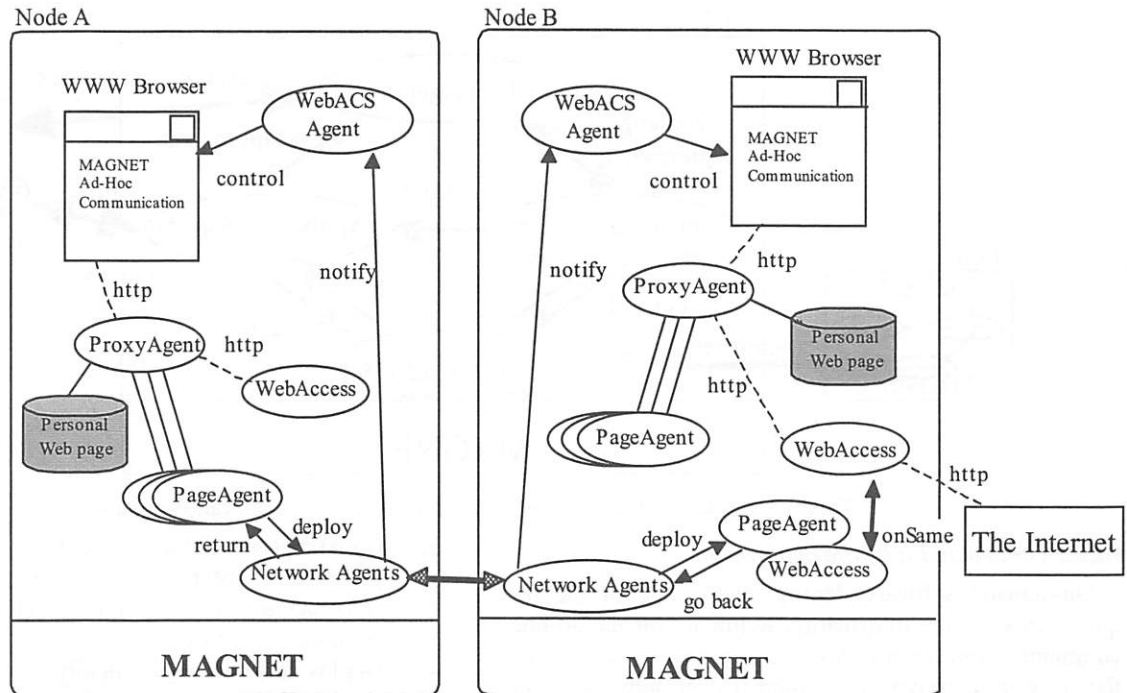 Node A
WWW Browser
WebACS
Agent
MAGNET
Ad-Hoc
Communication
control
notify
http
ProxyAgent
http
WebAccess
Personal
Web page
PageAgent
deploy
return
Network Agents
MAGNET
Node B
WWW Browser
WebACS
Agent
MAGNET
Ad-Hoc
Communication
control
notify
http
ProxyAgent
Personal
Web page
http
PageAgent
WebAccess
http
onSame
The Internet
PageAgent
deploy
WebAccess
Network Agents
go back
MAGNET